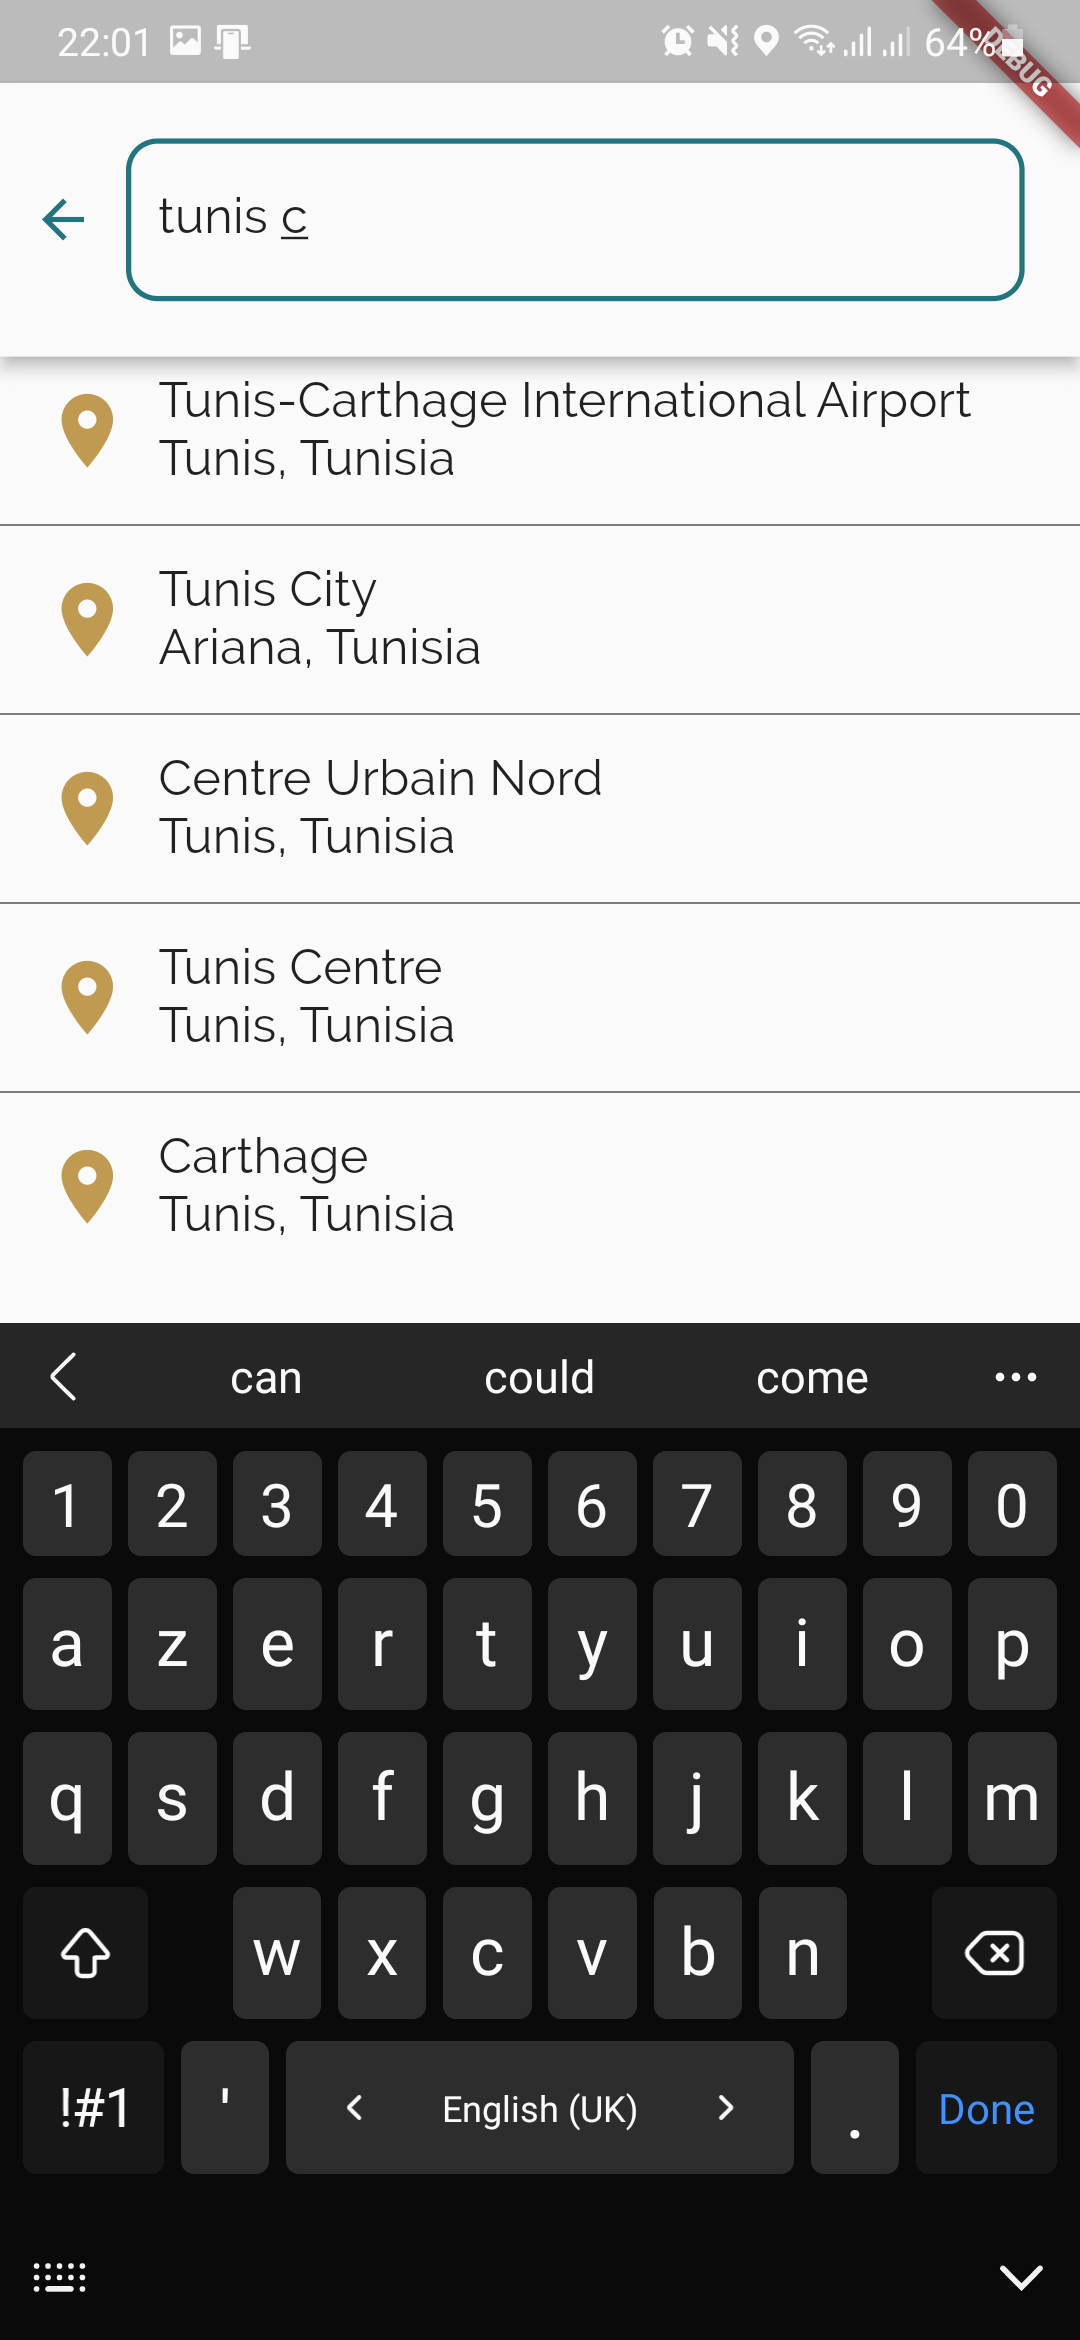 22:01 64%
DEBUG
tunis c
Tunis-Carthage International Airport
Tunis, Tunisia
Tunis City
Ariana, Tunisia
Centre Urbain Nord
Tunis, Tunisia
Tunis Centre
Tunis, Tunisia
Carthage
Tunis, Tunisia
can could come ...
1 2 3 4 5 6 7 8 9 0
a z e r t y u i o p
q s d f g h j k l m
w x c v b n
!#1 ' English (UK) . Done